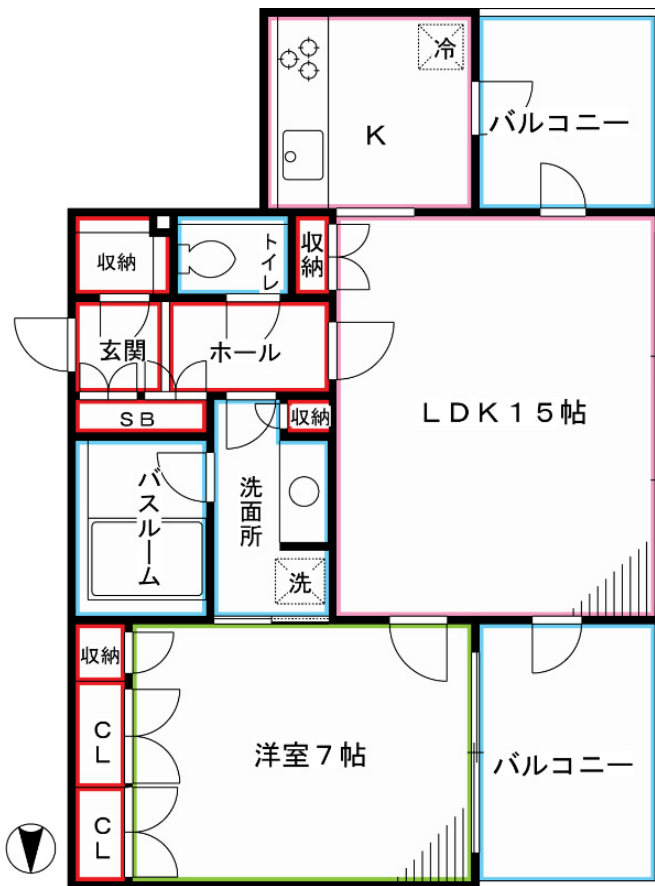 冷
K
バルコニー
収納
トイレ
収納
玄関
ホール
SB
収納
LDK15帖
バスルーム
洗面所
洗
収納
CL
洋室7帖
バルコニー
CL